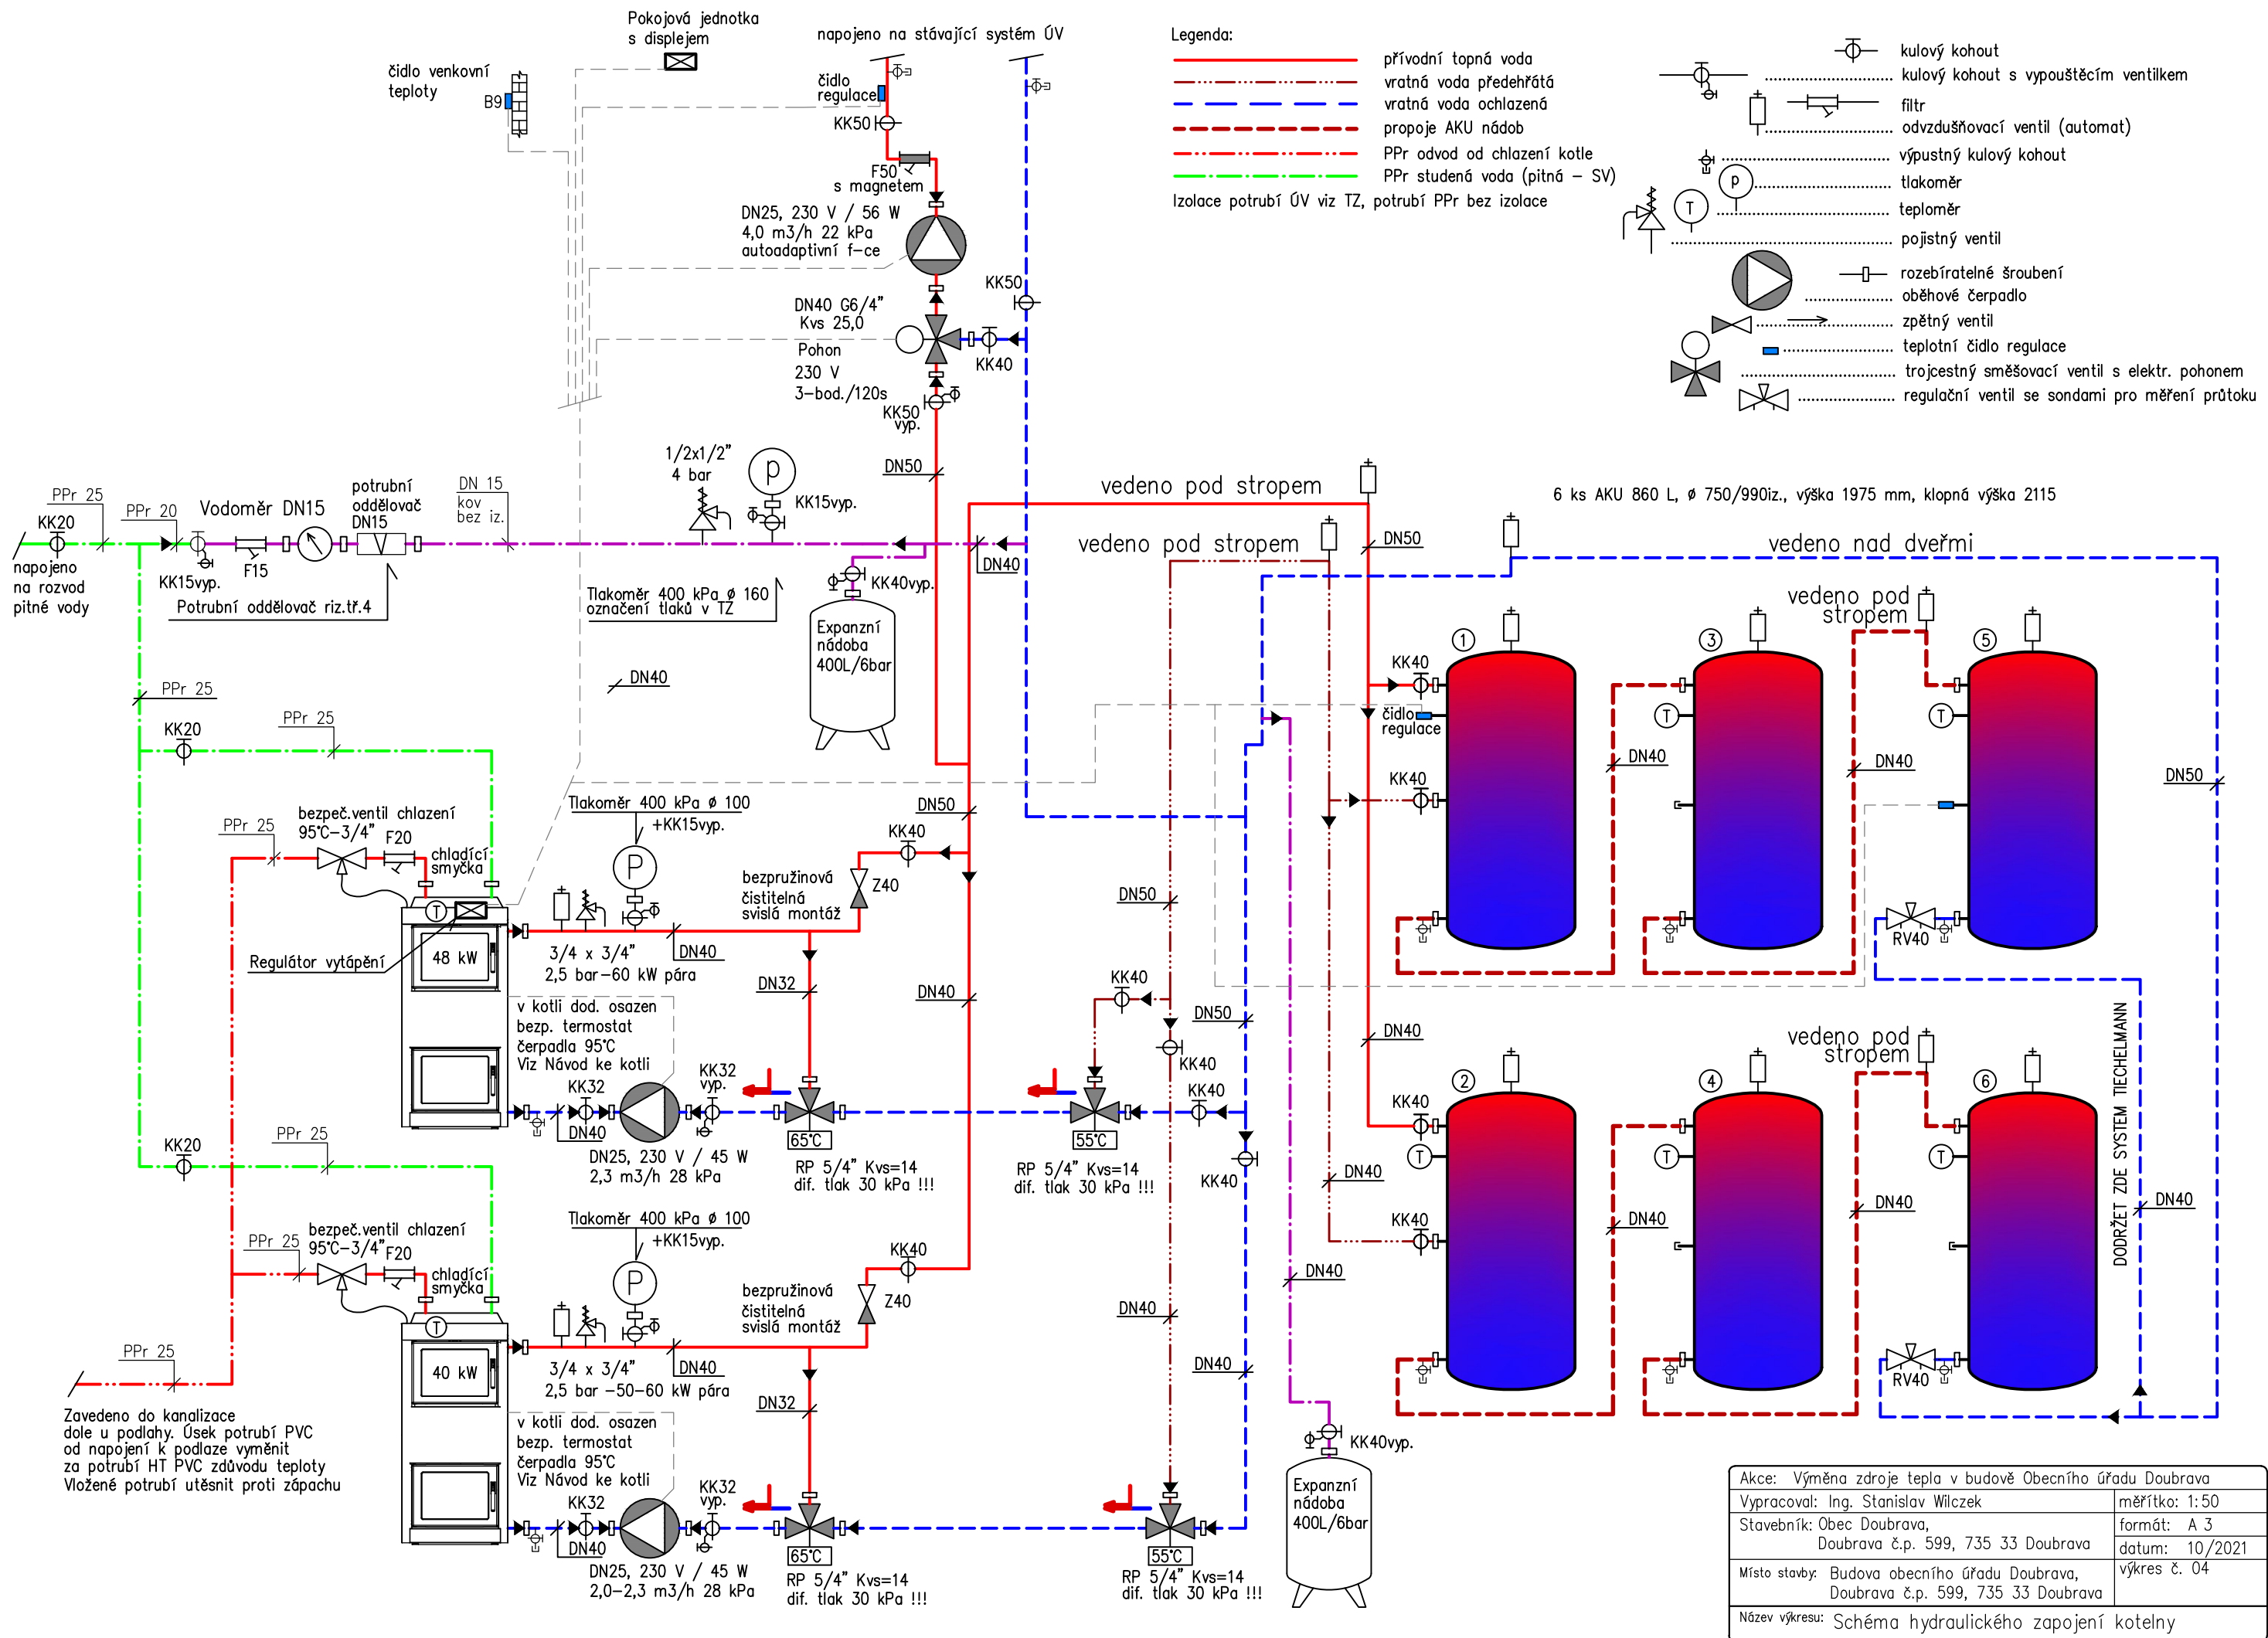 Pokojová jednotka
s displejem
napojeno na stávající systém ÚV
čidlo venkovní
teploty
B9
čidlo
regulace
KK50
F50
s magnetem
DN25, 230 V / 56 W
4,0 m3/h 22 kPa
autoadaptivní f-ce
KK50
DN40 G6/4"
Kvs 25,0
Pohon
230 V
3-bod./120s
KK40
KK50
vyp.
DN50
Legenda:
přívodní topná voda
vratná voda předehřátá
vratná voda ochlazená
propoje AKU nádob
PPr odvod od chlazení kotle
PPr studená voda (pitná - SV)
Izolace potrubí ÚV viz TZ, potrubí PPr bez izolace
kulový kohout
kulový kohout s vypouštěcím ventilkem
filtr
odvzdušňovací ventil (automat)
výpustný kulový kohout
p
tlakoměr
T
teploměr
pojistný ventil
rozebíratelné šroubení
oběhové čerpadlo
zpětný ventil
teplotní čidlo regulace
trojcestný směšovací ventil s elektr. pohonem
regulační ventil se sondami pro měření průtoku
PPr 25
KK20
napojeno
na rozvod
pitné vody
PPr 20
Vodoměr DN15
potrubní
oddělovač
DN15
KK15vyp.
F15
Potrubní oddělovač riz.tř.4
DN 15
kov
bez iz.
1/2x1/2"
4 bar
p
KK15vyp.
Tlakoměr 400 kPa ø 160
označení tlaků v TZ
KK40vyp.
DN40
Expanzní
nádoba
400L/6bar
DN40
vedeno pod stropem
vedeno pod stropem
DN50
6 ks AKU 860 L, ø 750/990iz., výška 1975 mm, klopná výška 2115
vedeno nad dveřmi
vedeno pod
stropem
1
3
5
KK40
čidlo
regulace
KK40
T
T
DN40
DN40
DN50
RV40
PPr 25
KK20
PPr 25
bezpeč.ventil chlazení
95°C-3/4"
F20
PPr 25
chladící
smyčka
T
48 kW
Regulátor vytápění
Tlakoměr 400 kPa ø 100
+KK15vyp.
P
3/4 x 3/4"
2,5 bar-60 kW pára
DN40
bezpružinová
čistitelná
svislá montáž
Z40
KK40
DN50
DN32
DN40
v kotli dod. osazen
bezp. termostat
čerpadla 95°C
Viz Návod ke kotli
KK32
DN40
KK32
vyp.
DN25, 230 V / 45 W
2,3 m3/h 28 kPa
65°C
RP 5/4" Kvs=14
dif. tlak 30 kPa !!!
DN50
KK40
KK40
DN50
KK40
55°C
RP 5/4" Kvs=14
dif. tlak 30 kPa !!!
KK40
DN40
DN40
vedeno pod
stropem
2
4
6
KK40
T
T
T
KK40
DN40
DN40
DN40
RV40
DODRŽET ZDE SYSTEM TIECHELMANN
KK20
PPr 25
PPr 25
bezpeč.ventil chlazení
95°C-3/4"
F20
chladící
smyčka
T
40 kW
PPr 25
Zavedeno do kanalizace
dole u podlahy. Úsek potrubí PVC
od napojení k podlaze vyměnit
za potrubí HT PVC zdůvodu teploty
Vložené potrubí utěsnit proti zápachu
Tlakoměr 400 kPa ø 100
+KK15vyp.
P
3/4 x 3/4"
2,5 bar -50-60 kW pára
DN40
bezpružinová
čistitelná
svislá montáž
Z40
KK40
DN32
v kotli dod. osazen
bezp. termostat
čerpadla 95°C
Viz Návod ke kotli
KK32
DN40
KK32
vyp.
DN25, 230 V / 45 W
2,0-2,3 m3/h 28 kPa
65°C
RP 5/4" Kvs=14
dif. tlak 30 kPa !!!
DN40
DN40
DN40
55°C
RP 5/4" Kvs=14
dif. tlak 30 kPa !!!
KK40vyp.
Expanzní
nádoba
400L/6bar
Akce: Výměna zdroje tepla v budově Obecního úřadu Doubrava
Vypracoval: Ing. Stanislav Wilczek
měřítko: 1:50
Stavebník: Obec Doubrava,
Doubrava č.p. 599, 735 33 Doubrava
formát: A 3
datum: 10/2021
Místo stavby: Budova obecního úřadu Doubrava,
Doubrava č.p. 599, 735 33 Doubrava
výkres č. 04
Název výkresu: Schéma hydraulického zapojení kotelny